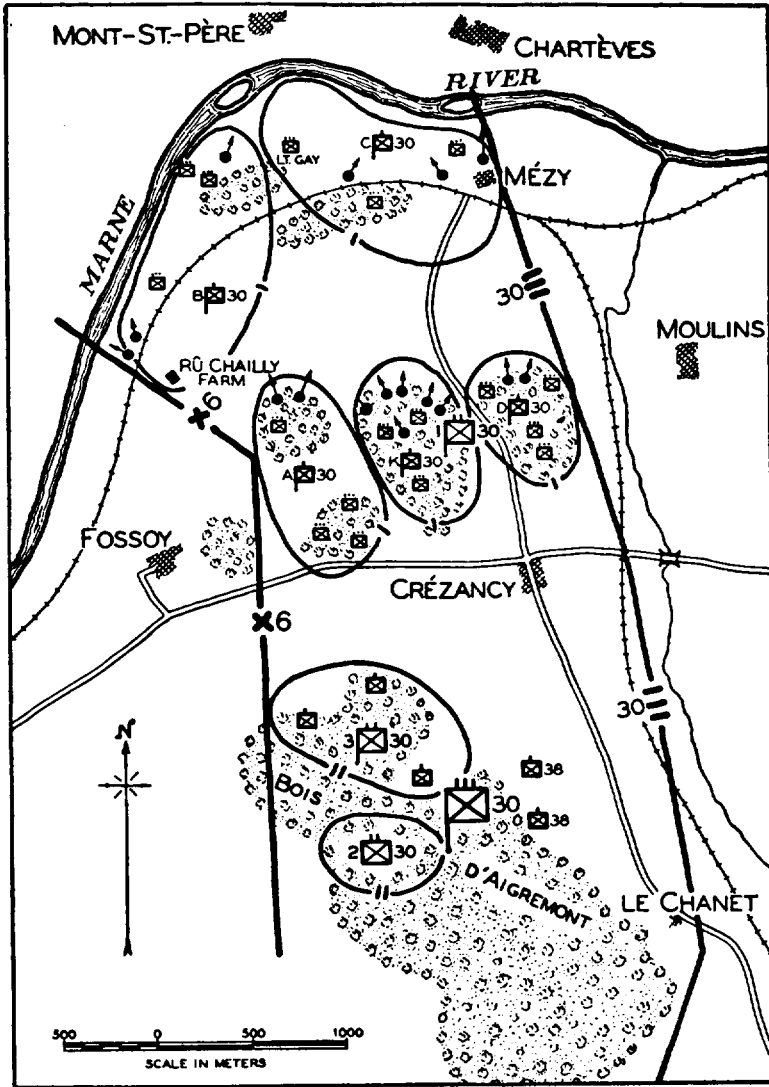 MONT-ST.-PÈRE
CHARTÈVES
RIVER
C 30
LT. GAY
MÉZY
MARNE
30
B 30
MOULINS
RÛ CHAILLY
FARM
6
D 30
1 30
K 30
A 30
FOSSOY
CRÉZANCY
6
30
3 30
N
BOIS
38
30
G 38
2 30
D'AIGREMONT
LE CHANET
500 0 500 1000
SCALE IN METERS